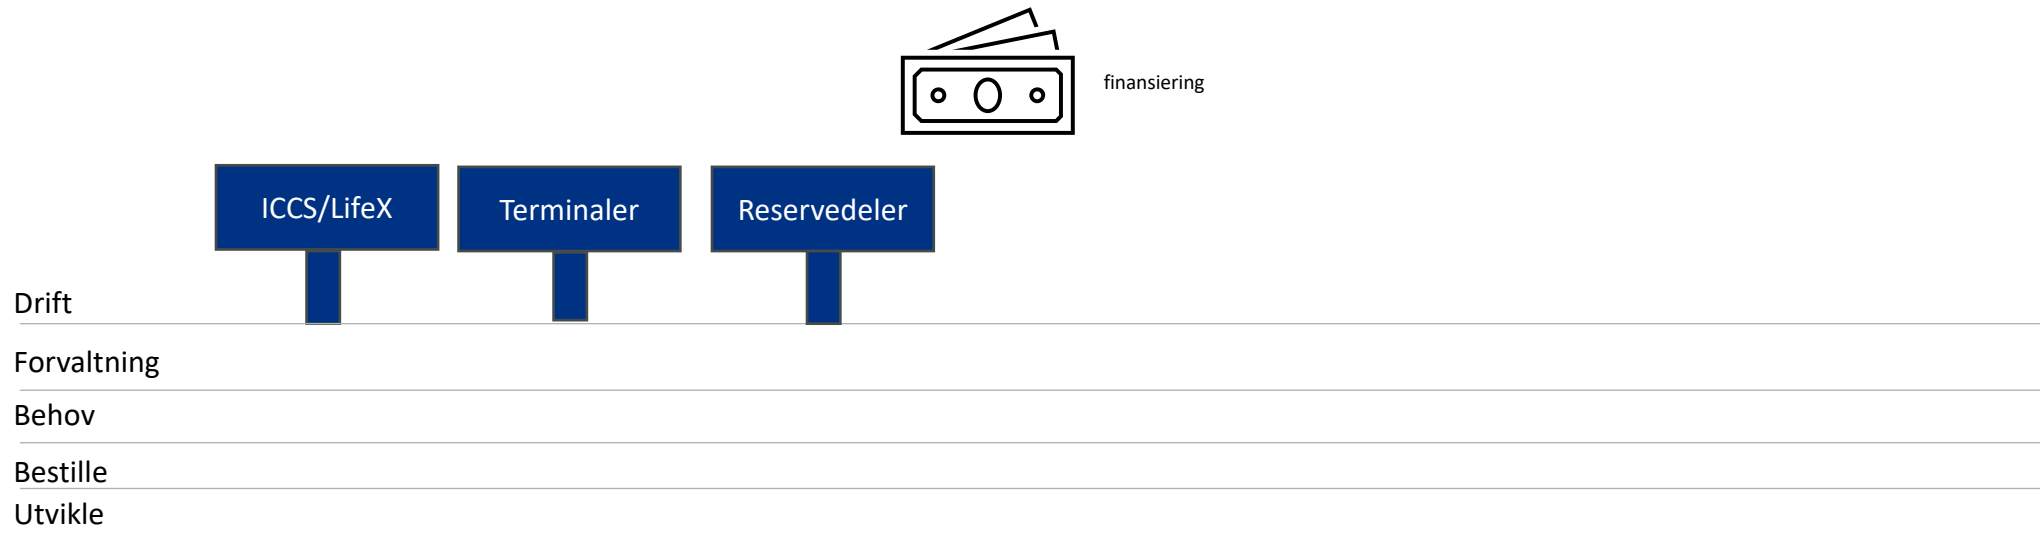 finansiering
ICCS/LifeX
Terminaler
Reservedeler
Drift
Forvaltning
Behov
Bestille
Utvikle